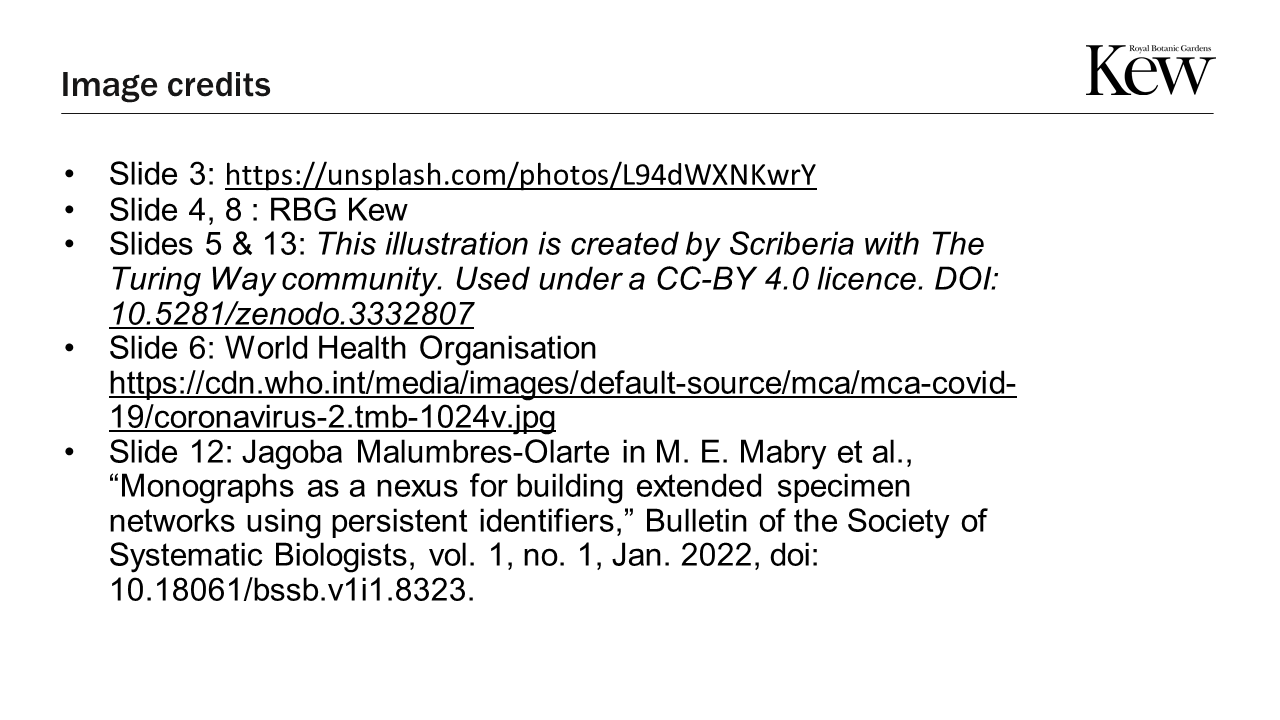 Royal Botanic Gardens
Kew
Image credits
• Slide 3: https://unsplash.com/photos/L94dWXNKwrY
• Slide 4, 8 : RBG Kew
• Slides 5 & 13: This illustration is created by Scriberia with The
Turing Way community. Used under a CC-BY 4.0 licence. DOI:
10.5281/zenodo.3332807
• Slide 6: World Health Organisation
https://cdn.who.int/media/images/default-source/mca/mca-covid-
19/coronavirus-2.tmb-1024v.jpg
• Slide 12: Jagoba Malumbres-Olarte in M. E. Mabry et al.,
“Monographs as a nexus for building extended specimen
networks using persistent identifiers,” Bulletin of the Society of
Systematic Biologists, vol. 1, no. 1, Jan. 2022, doi:
10.18061/bssb.v1i1.8323.